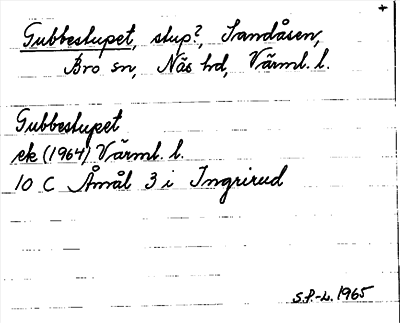 +
Gubbestupet, stup?, Sandåsen,
Bro sn, Näs hd, Värml. l.
Gubbestupet
ek (1964) Värml. l.
10 C Åmål 3 i Ingrirud
S.P.-L. 1965